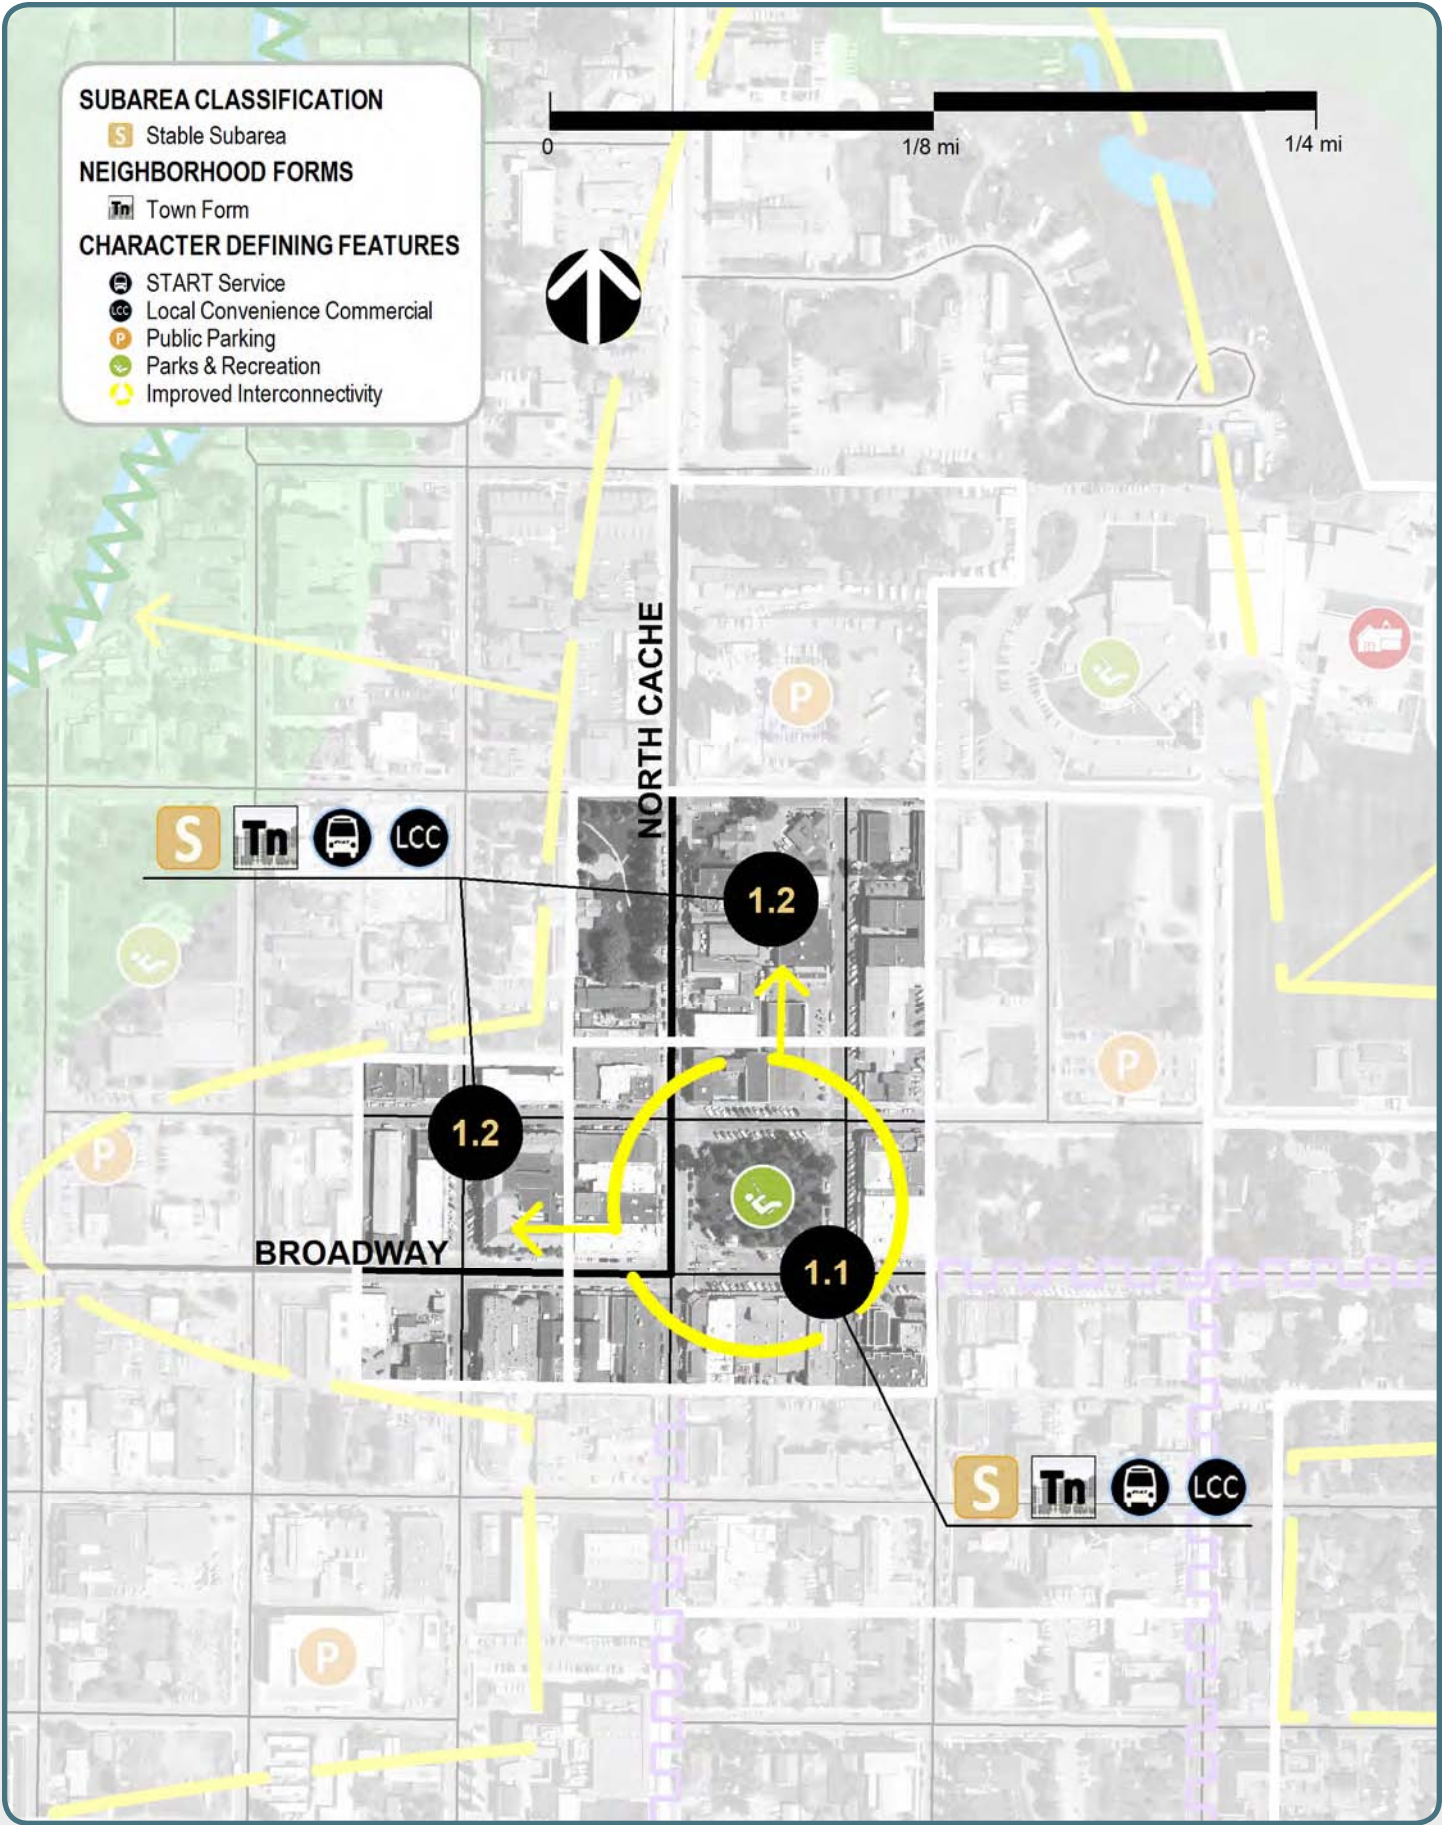 SUBAREA CLASSIFICATION
S Stable Subarea
NEIGHBORHOOD FORMS
Tn Town Form
CHARACTER DEFINING FEATURES
START Service
LCC Local Convenience Commercial
P Public Parking
Parks & Recreation
Improved Interconnectivity
0 1/8 mi 1/4 mi
NORTH CACHE
P
S Tn LCC
1.2
P
1.2
P
BROADWAY
1.1
S Tn LCC
P